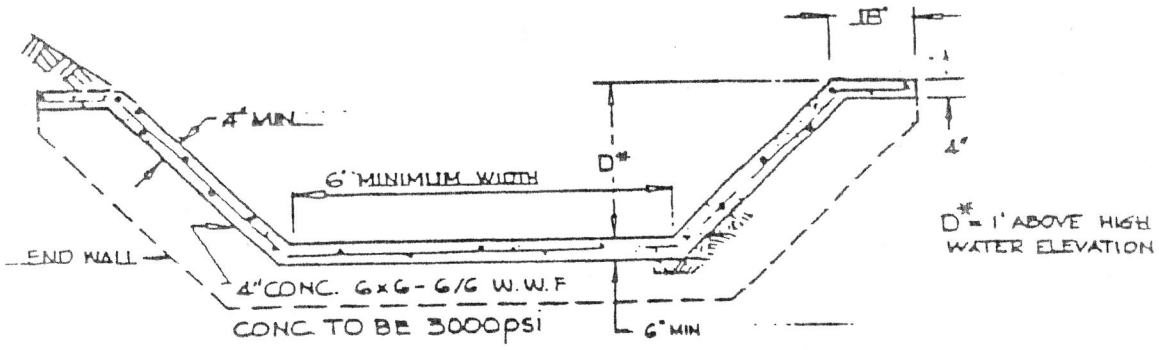 18"
4" MIN
D*
4"
6' MINIMUM WIDTH
D* = 1' ABOVE HIGH
WATER ELEVATION
END WALL
4" CONC. 6x6-6/6 W.W.F
CONC TO BE 3000psi
6" MIN